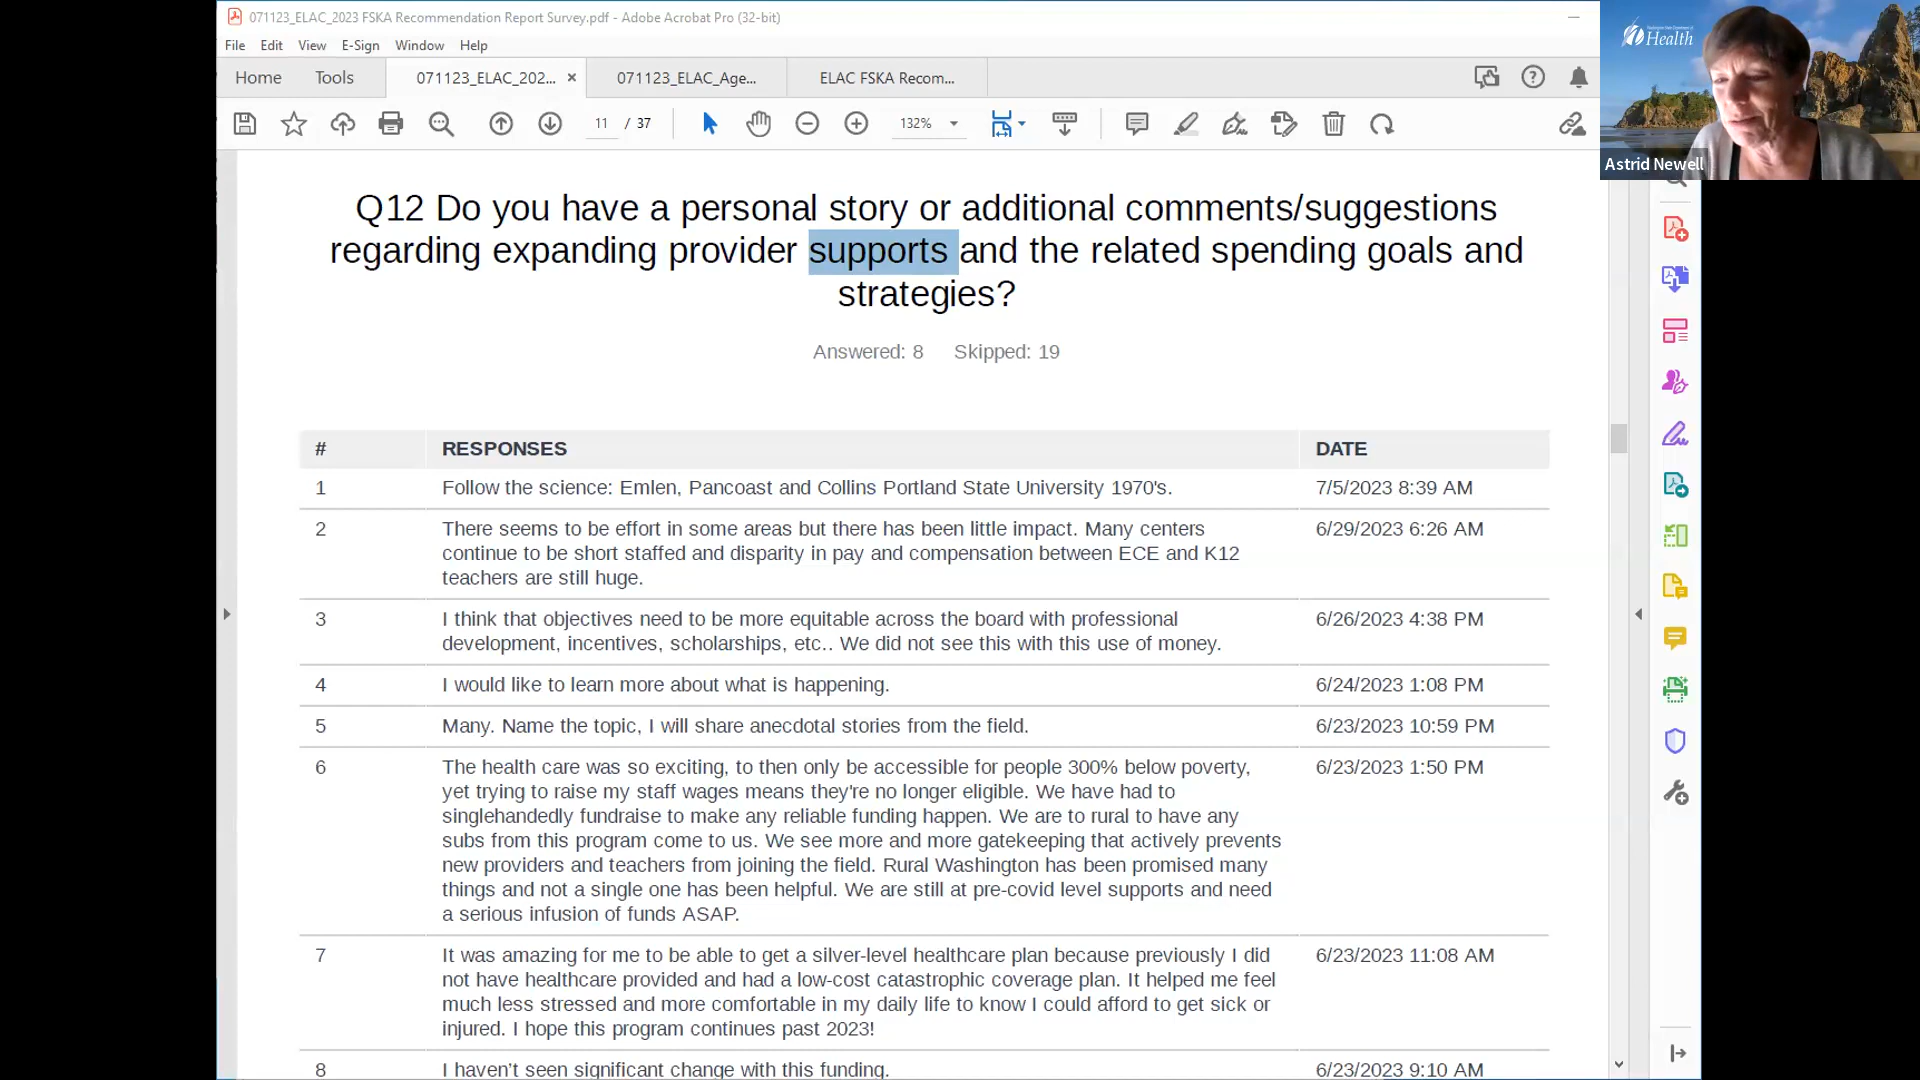 071123_ELAC_2023 FSKA Recommendation Report Survey.pdf - Adobe Acrobat Pro (32-bit)
File Edit View E-Sign Window Help
Home Tools 071123_ELAC_202... × 071123_ELAC_Age... ELAC FSKA Recom...
11 / 37 132%
Health
Astrid Newell
Q12 Do you have a personal story or additional comments/suggestions
regarding expanding provider supports and the related spending goals and
strategies?
Answered: 8 Skipped: 19
# RESPONSES DATE
1 Follow the science: Emlen, Pancoast and Collins Portland State University 1970's. 7/5/2023 8:39 AM
2 There seems to be effort in some areas but there has been little impact. Many centers 6/29/2023 6:26 AM
continue to be short staffed and disparity in pay and compensation between ECE and K12
teachers are still huge.
3 I think that objectives need to be more equitable across the board with professional 6/26/2023 4:38 PM
development, incentives, scholarships, etc.. We did not see this with this use of money.
4 I would like to learn more about what is happening. 6/24/2023 1:08 PM
5 Many. Name the topic, I will share anecdotal stories from the field. 6/23/2023 10:59 PM
6 The health care was so exciting, to then only be accessible for people 300% below poverty, 6/23/2023 1:50 PM
yet trying to raise my staff wages means they're no longer eligible. We have had to
singlehandedly fundraise to make any reliable funding happen. We are to rural to have any
subs from this program come to us. We see more and more gatekeeping that actively prevents
new providers and teachers from joining the field. Rural Washington has been promised many
things and not a single one has been helpful. We are still at pre-covid level supports and need
a serious infusion of funds ASAP.
7 It was amazing for me to be able to get a silver-level healthcare plan because previously I did 6/23/2023 11:08 AM
not have healthcare provided and had a low-cost catastrophic coverage plan. It helped me feel
much less stressed and more comfortable in my daily life to know I could afford to get sick or
injured. I hope this program continues past 2023!
8 I haven't seen significant change with this funding. 6/23/2023 9:10 AM